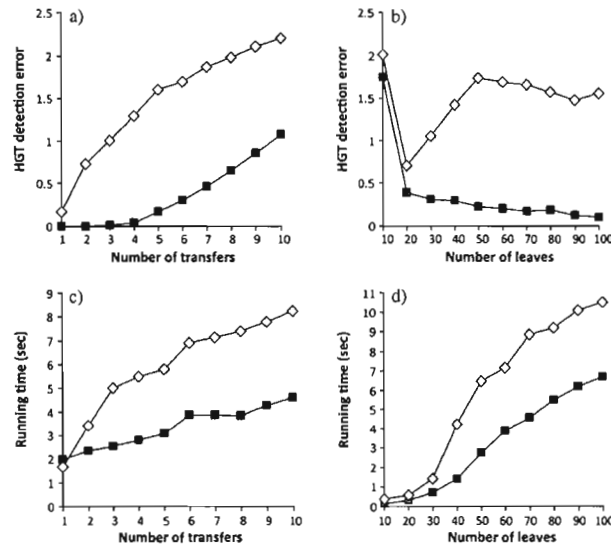 a)
HGT detection error
2.5
2
1.5
1
0.5
0
1 2 3 4 5 6 7 8 9 10
Number of transfers
b)
HGT detection error
2.5
2
1.5
1
0.5
0
10 20 30 40 50 60 70 80 90 100
Number of leaves
c)
Running time (sec)
9
8
7
6
5
4
3
2
1
0
1 2 3 4 5 6 7 8 9 10
Number of transfers
d)
Running time (sec)
11
10
9
8
7
6
5
4
3
2
1
0
10 20 30 40 50 60 70 80 90 100
Number of leaves